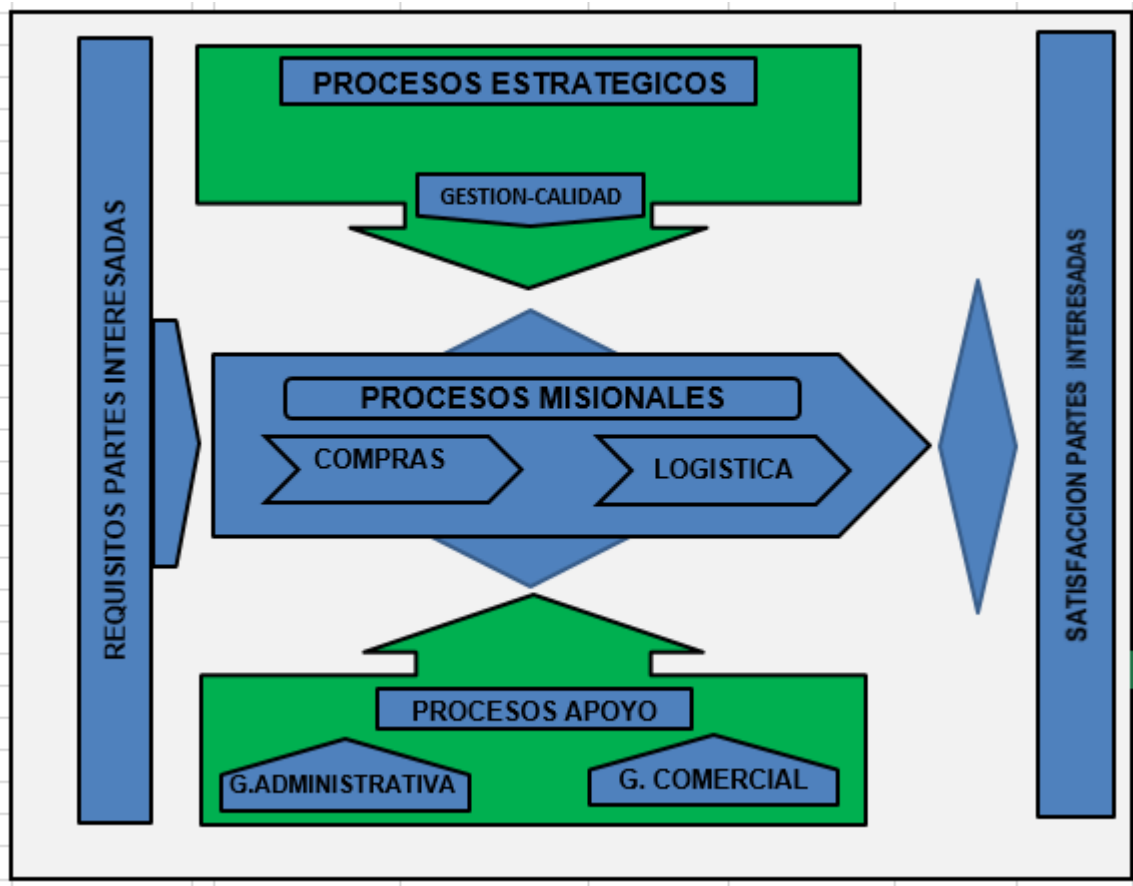 REQUISITOS PARTES INTERESADAS
PROCESOS ESTRATEGICOS
GESTION-CALIDAD
PROCESOS MISIONALES
COMPRAS
LOGISTICA
PROCESOS APOYO
G.ADMINISTRATIVA
G. COMERCIAL
SATISFACCION PARTES INTERESADAS